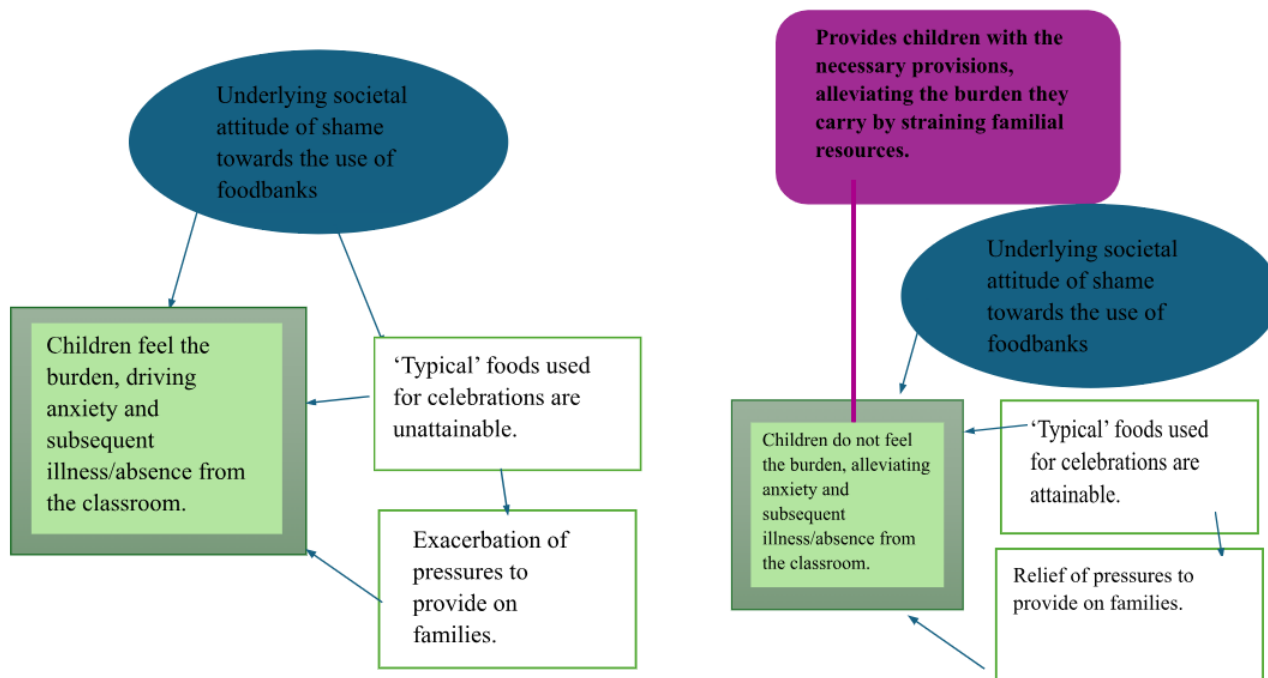 Underlying societal
attitude of shame
towards the use of
foodbanks
Children feel the
burden, driving
anxiety and
subsequent
illness/absence from
the classroom.
‘Typical’ foods used
for celebrations are
unattainable.
Exacerbation of
pressures to
provide on
families.
Provides children with the
necessary provisions,
alleviating the burden they
carry by straining familial
resources.
Underlying societal
attitude of shame
towards the use of
foodbanks
Children do not feel
the burden, alleviating
anxiety and
subsequent
illness/absence from
the classroom.
‘Typical’ foods used
for celebrations are
attainable.
Relief of pressures to
provide on families.